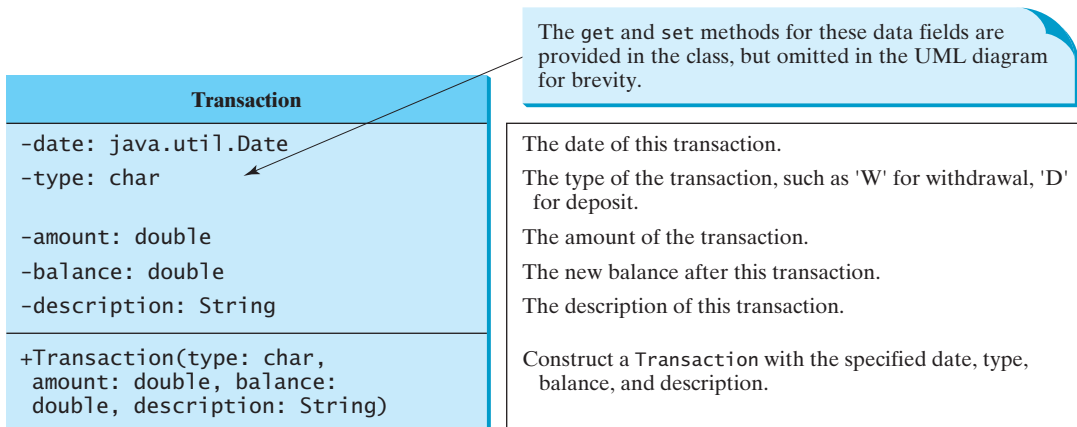 The get and set methods for these data fields are
provided in the class, but omitted in the UML diagram
for brevity.
Transaction
-date: java.util.Date
The date of this transaction.
-type: char
The type of the transaction, such as 'W' for withdrawal, 'D'
for deposit.
-amount: double
The amount of the transaction.
-balance: double
The new balance after this transaction.
-description: String
The description of this transaction.
+Transaction(type: char,
amount: double, balance:
double, description: String)
Construct a Transaction with the specified date, type,
balance, and description.